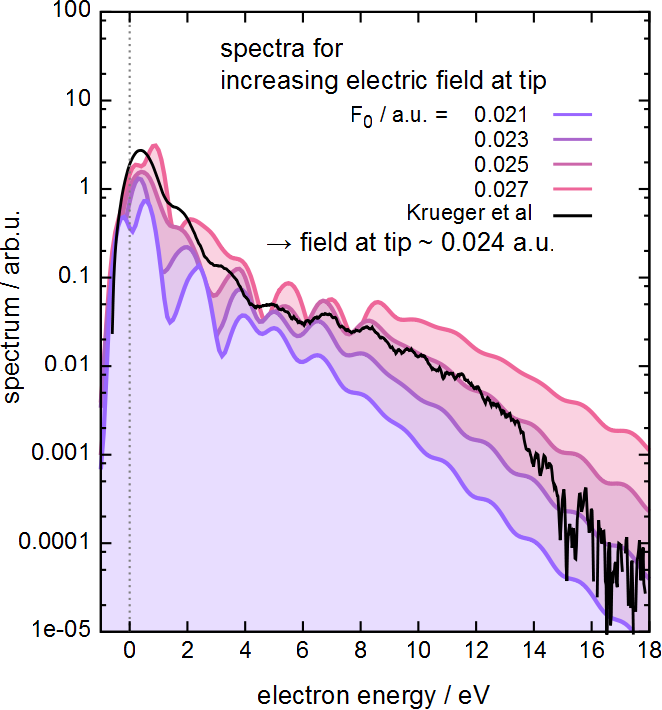 100
10
1
0.1
0.01
0.001
0.0001
1e-05
spectrum / arb.u.
spectra for
increasing electric field at tip
F0 / a.u. = 0.021
0.023
0.025
0.027
Krueger et al
→ field at tip ~ 0.024 a.u.
0 2 4 6 8 10 12 14 16 18
electron energy / eV